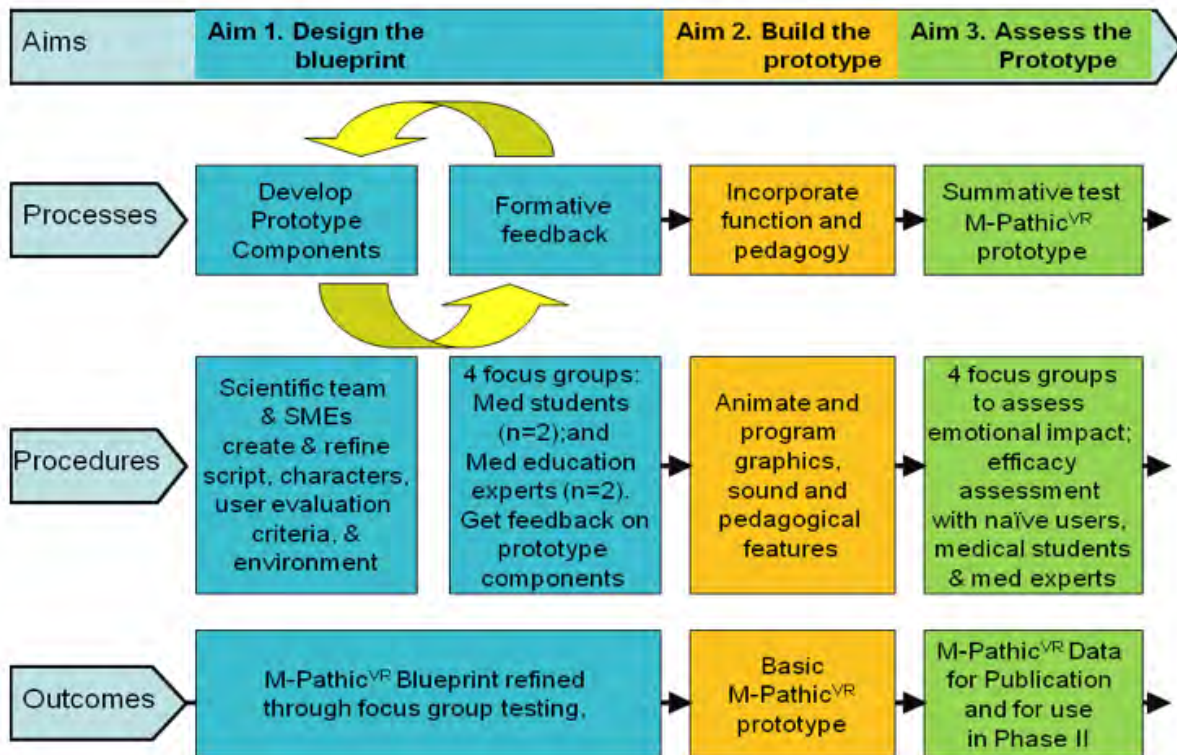 Aims
Aim 1. Design the
blueprint
Aim 2. Build the
prototype
Aim 3. Assess the
Prototype
Processes
Develop
Prototype
Components
Formative
feedback
Incorporate
function and
pedagogy
Summative test
M-Pathicⱽᴿ
prototype
Procedures
Scientific team
& SMEs
create & refine
script, characters,
user evaluation
criteria, &
environment
4 focus groups:
Med students
(n=2);and
Med education
experts (n=2).
Get feedback on
prototype
components
Animate and
program
graphics,
sound and
pedagogical
features
4 focus groups
to assess
emotional impact;
efficacy
assessment
with naïve users,
medical students
& med experts
Outcomes
M-Pathicⱽᴿ Blueprint refined
through focus group testing.
Basic
M-Pathicⱽᴿ
prototype
M-Pathicⱽᴿ Data
for Publication
and for use
in Phase II